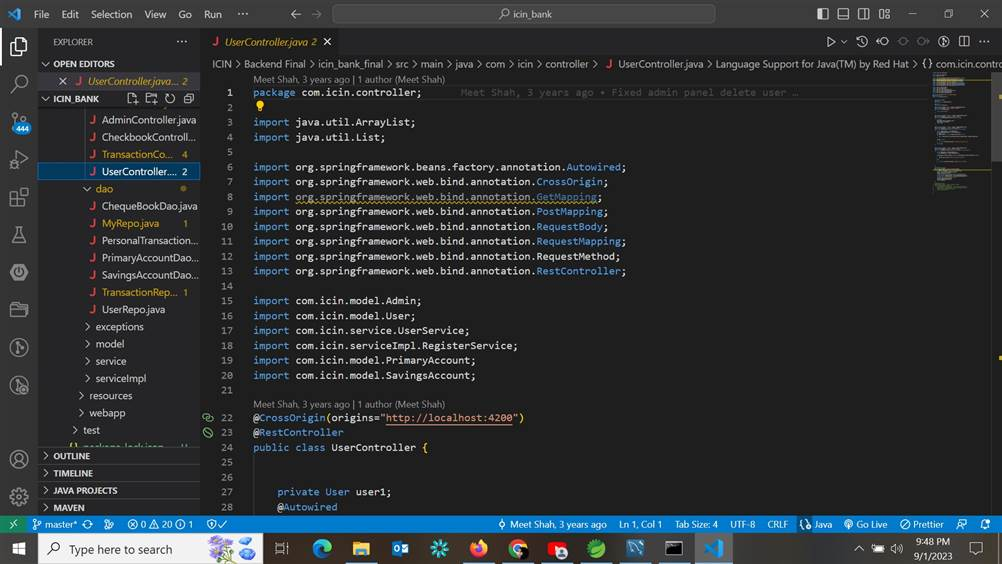 File Edit Selection View Go Run ···
icin_bank
EXPLORER
OPEN EDITORS
UserController.java... 2
ICIN_BANK
AdminController.java
CheckbookControll...
TransactionCo... 4
UserController.... 2
dao
ChequeBookDao.java
MyRepo.java 1
PersonalTransaction...
PrimaryAccountDao...
SavingsAccountDao...
TransactionRep... 1
UserRepo.java
exceptions
model
service
serviceImpl
resources
webapp
test
OUTLINE
TIMELINE
JAVA PROJECTS
MAVEN
444
UserController.java 2
ICIN > Backend Final > icin_bank_final > src > main > java > com > icin > controller > UserController.java > Language Support for Java(TM) by Red Hat > {} com.icin.contro
Meet Shah, 3 years ago | 1 author (Meet Shah)
1 package com.icin.controller; Meet Shah, 3 years ago • Fixed admin panel delete user …
2
3 import java.util.ArrayList;
4 import java.util.List;
5
6 import org.springframework.beans.factory.annotation.Autowired;
7 import org.springframework.web.bind.annotation.CrossOrigin;
8 import org.springframework.web.bind.annotation.GetMapping;
9 import org.springframework.web.bind.annotation.PostMapping;
10 import org.springframework.web.bind.annotation.RequestBody;
11 import org.springframework.web.bind.annotation.RequestMapping;
12 import org.springframework.web.bind.annotation.RequestMethod;
13 import org.springframework.web.bind.annotation.RestController;
14
15 import com.icin.model.Admin;
16 import com.icin.model.User;
17 import com.icin.service.UserService;
18 import com.icin.serviceImpl.RegisterService;
19 import com.icin.model.PrimaryAccount;
20 import com.icin.model.SavingsAccount;
21
Meet Shah, 3 years ago | 1 author (Meet Shah)
22 @CrossOrigin(origins="http://localhost:4200")
23 @RestController
24 public class UserController {
25
26
27 private User user1;
28 @Autowired
master* 0 20 1 Meet Shah, 3 years ago Ln 1, Col 1 Tab Size: 4 UTF-8 CRLF Java Go Live Prettier
Type here to search
9:48 PM
9/1/2023